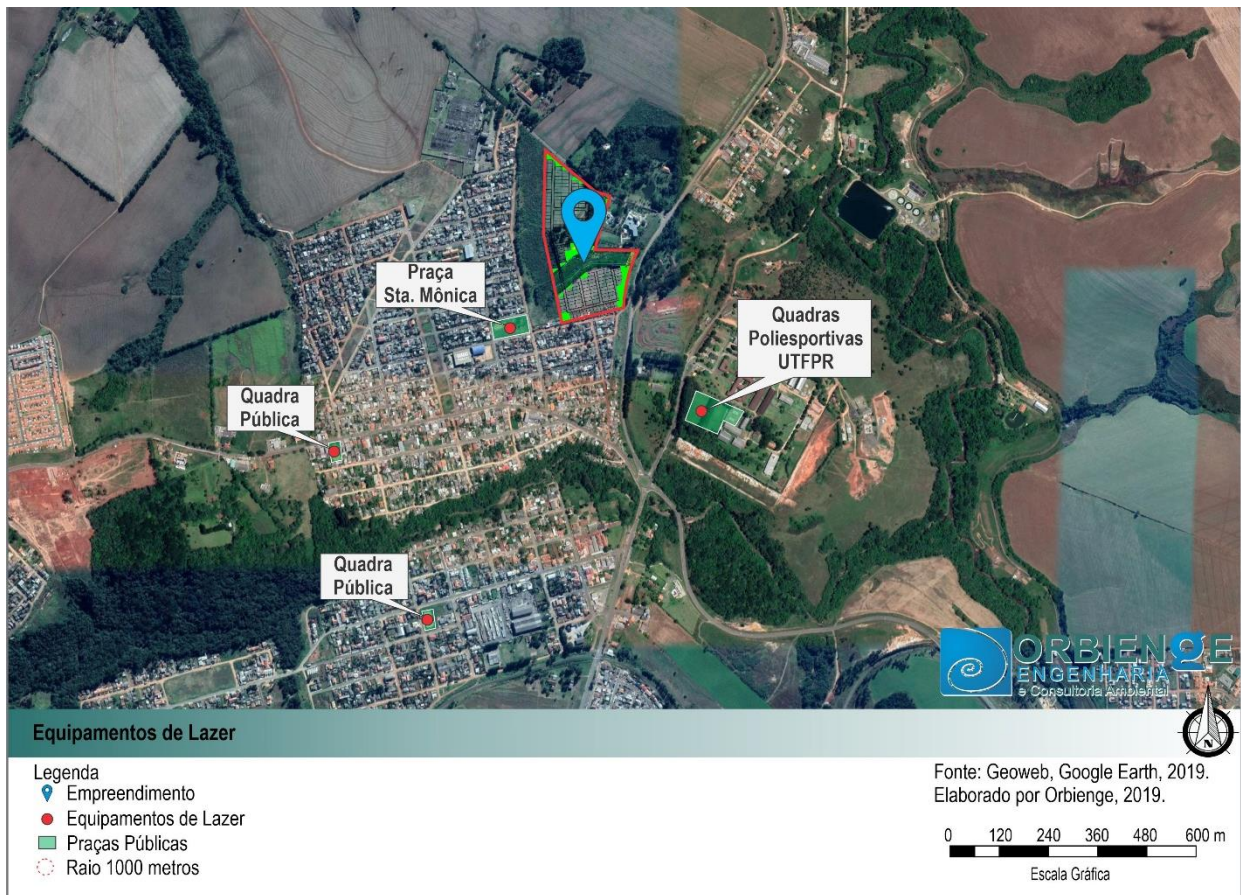 Praça
Sta. Mônica
Quadras
Poliesportivas
UTFPR
Quadra
Pública
Quadra
Pública
ORBIENGE
ENGENHARIA
e Consultoria Ambiental
Equipamentos de Lazer
N
Legenda
Empreendimento
Equipamentos de Lazer
Praças Públicas
Raio 1000 metros
Fonte: Geoweb, Google Earth, 2019.
Elaborado por Orbienge, 2019.
0 120 240 360 480 600 m
Escala Gráfica